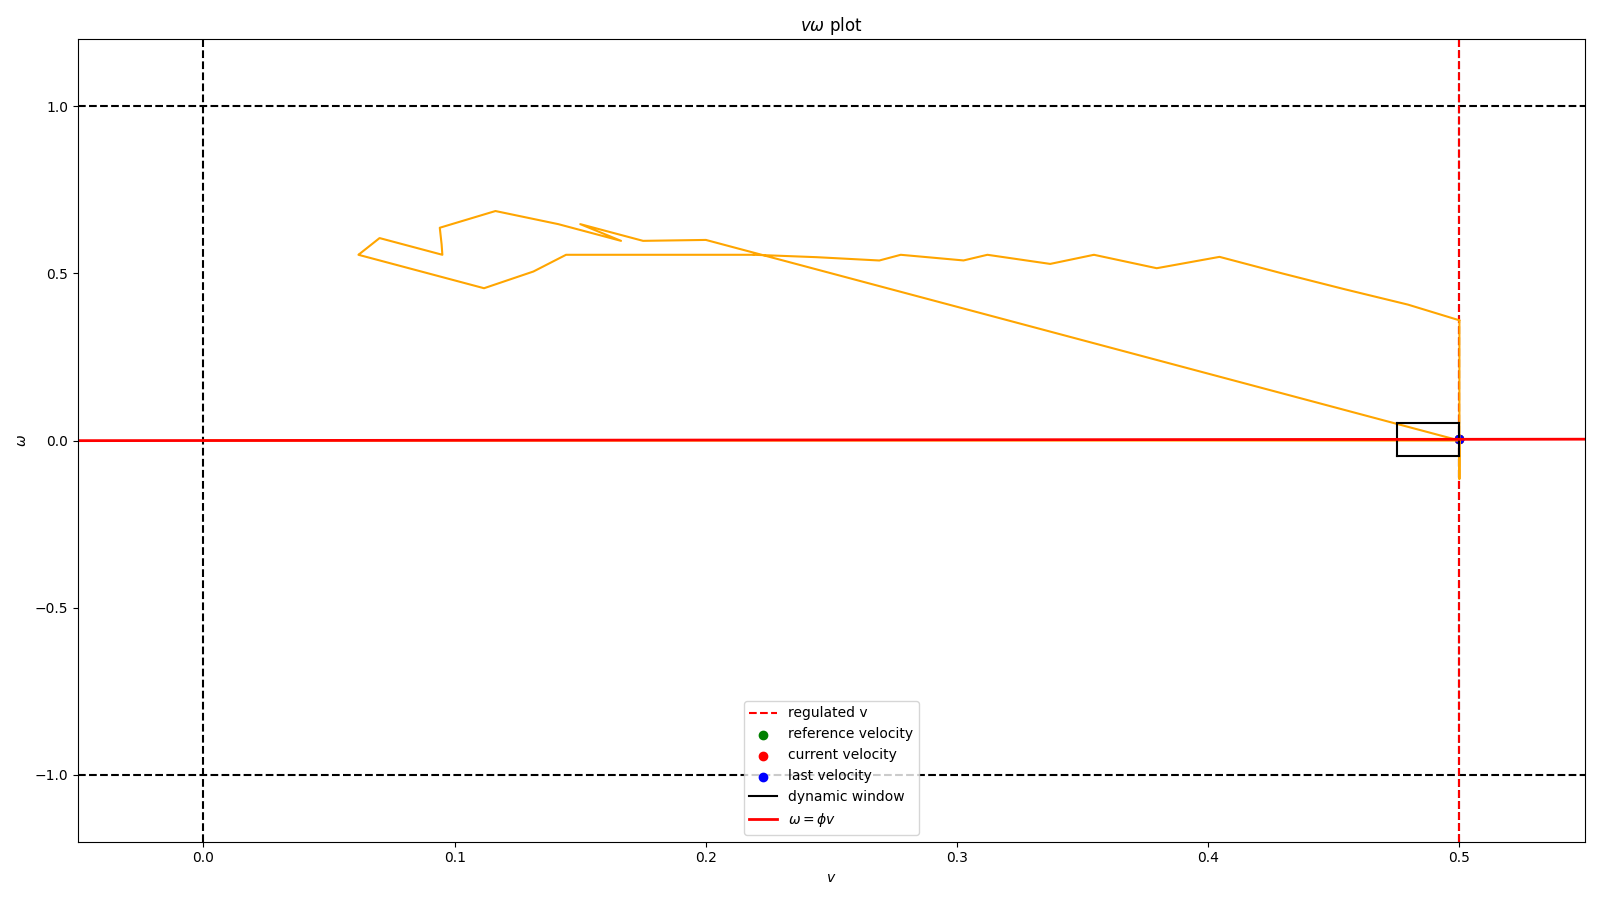 vω plot
1.0
0.5
0.0
−0.5
−1.0
ω
0.0
0.1
0.2
0.3
0.4
0.5
v
regulated v
reference velocity
current velocity
last velocity
dynamic window
ω = ϕv